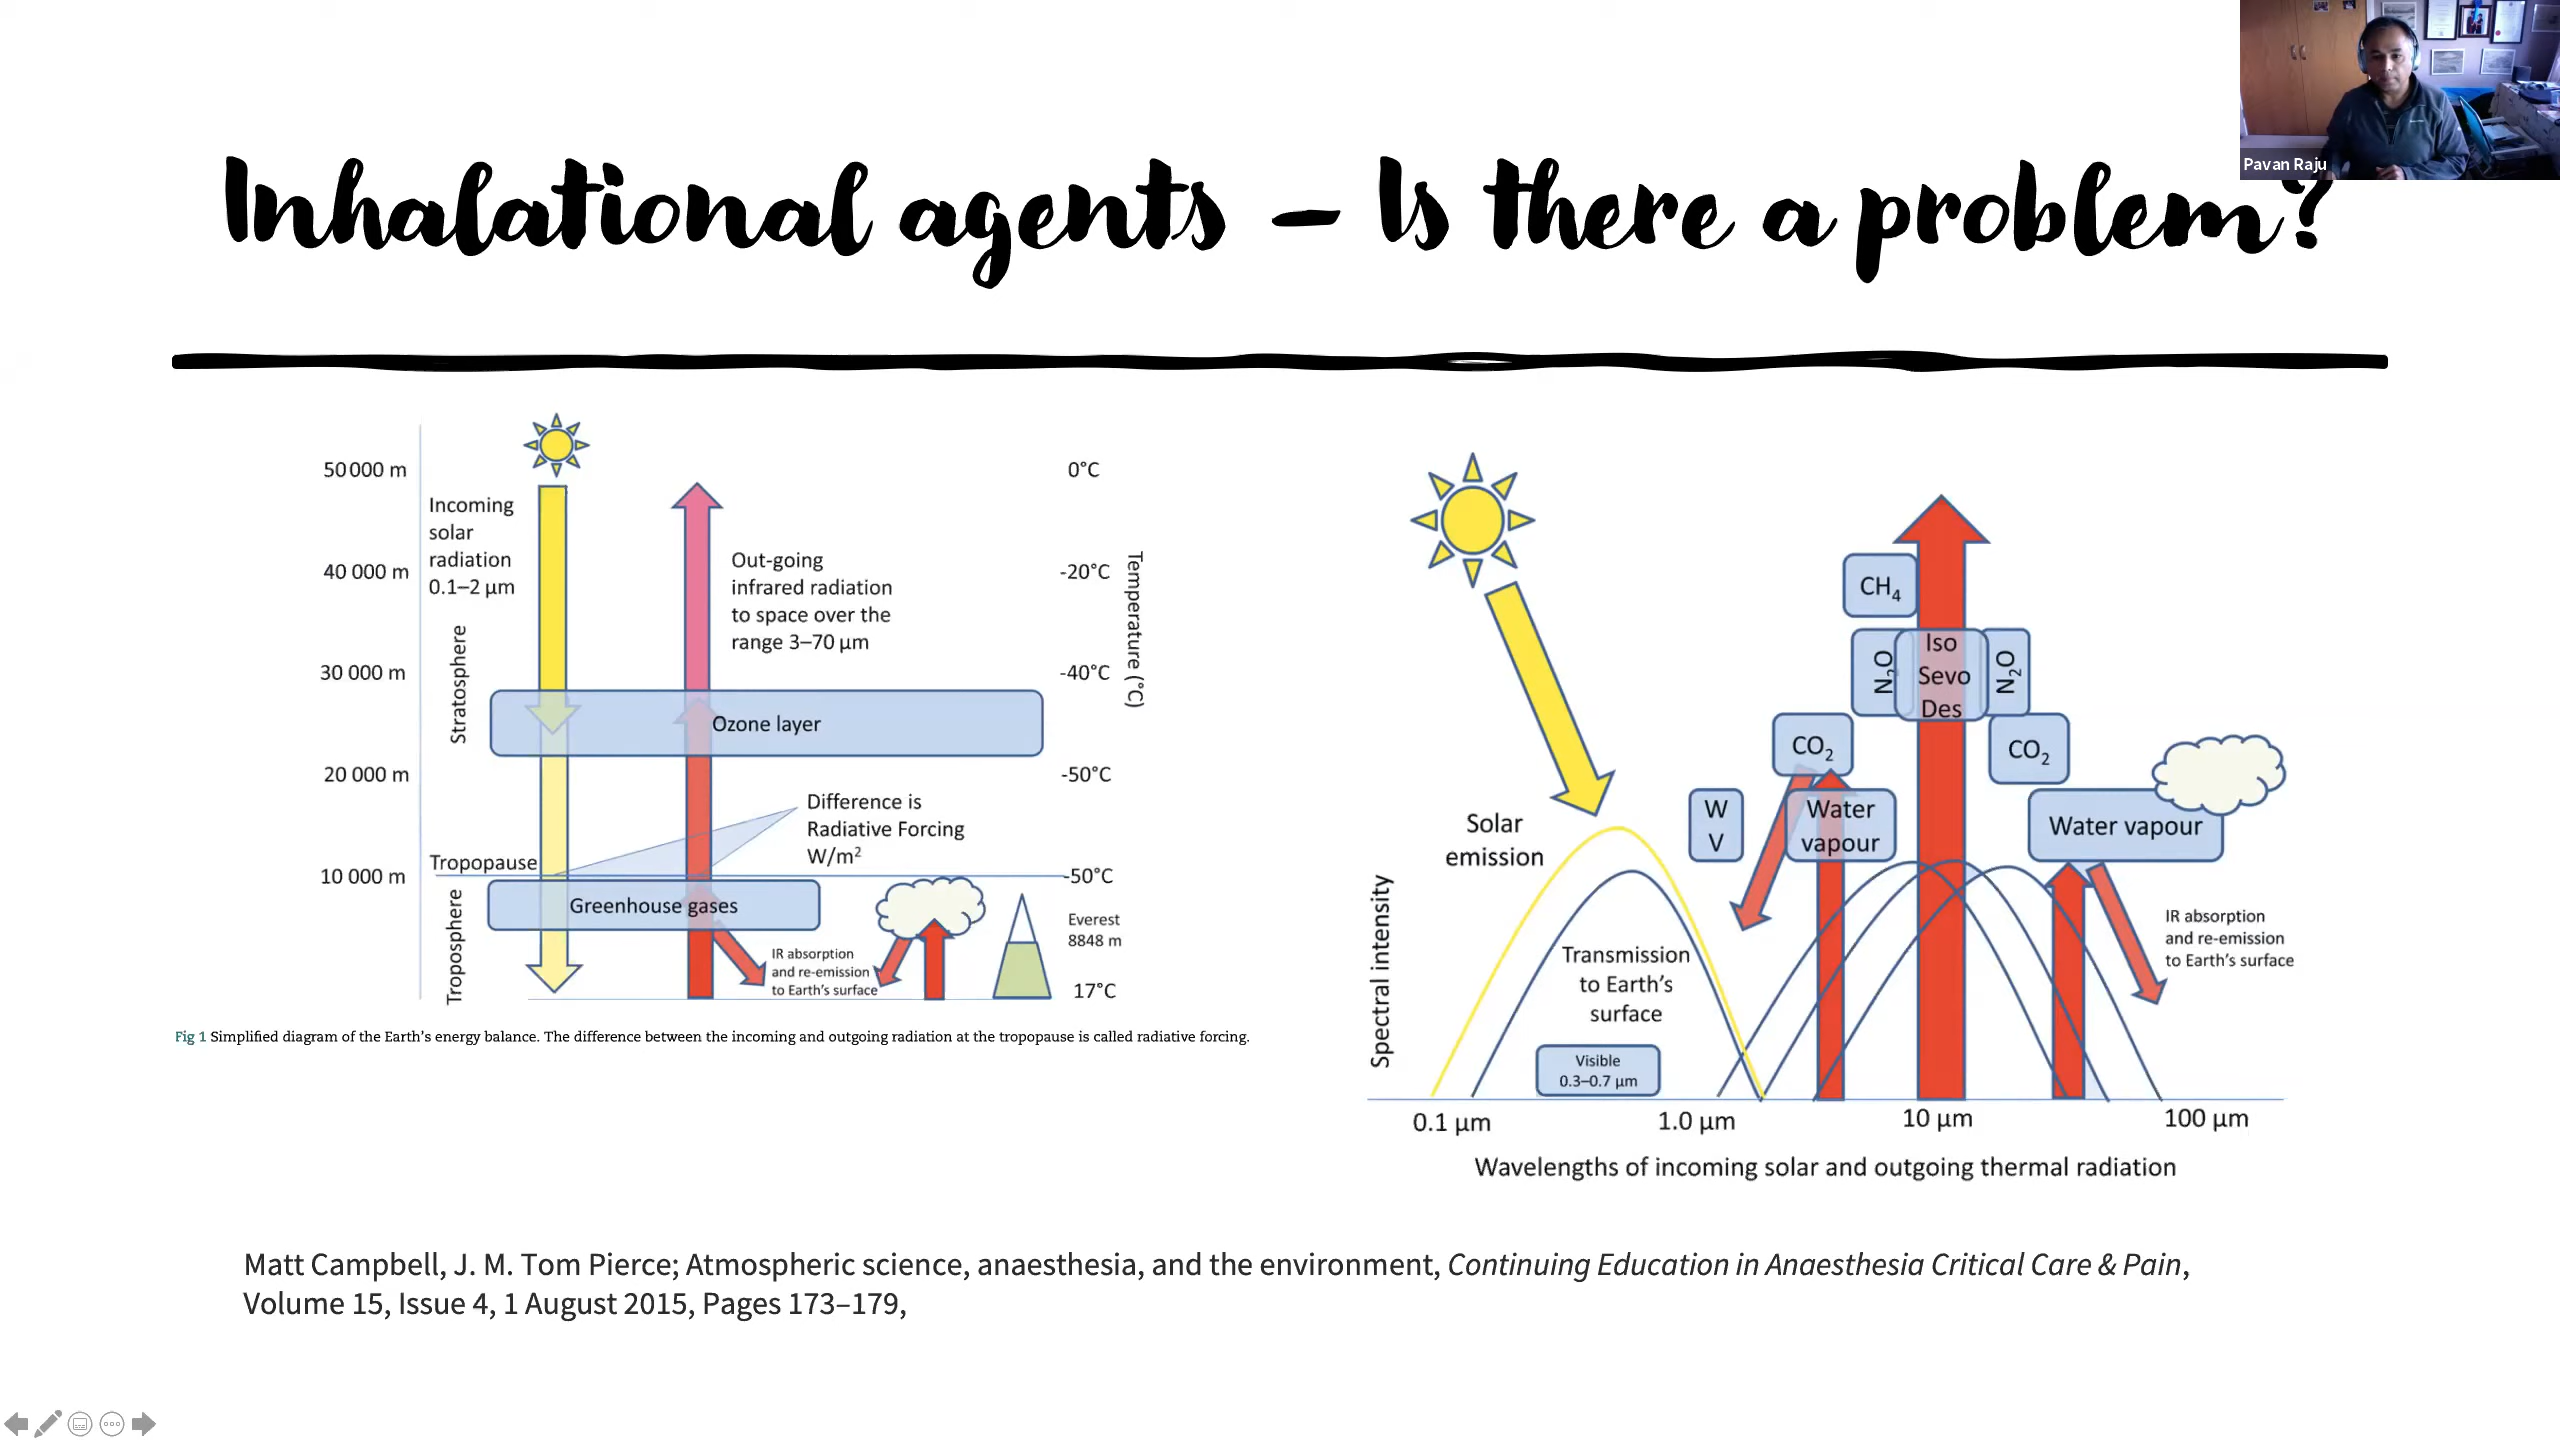 Pavan Raju
Inhalational agents – Is there a problem?
50 000 m
40 000 m
30 000 m
20 000 m
10 000 m
Incoming
solar
radiation
0.1–2 µm
Stratosphere
Tropopause
Troposphere
Out-going
infrared radiation
to space over the
range 3–70 µm
Ozone layer
Difference is
Radiative Forcing
W/m²
Greenhouse gases
IR absorption
and re-emission
to Earth's surface
Everest
8848 m
0°C
-20°C
-40°C
-50°C
-50°C
17°C
Temperature (°C)
Fig 1 Simplified diagram of the Earth's energy balance. The difference between the incoming and outgoing radiation at the tropopause is called radiative forcing.
CH₄
N₂O
Iso
Sevo
Des
N₂O
CO₂
CO₂
W
V
Water
vapour
Water vapour
Solar
emission
Transmission
to Earth's
surface
Visible
0.3–0.7 µm
IR absorption
and re-emission
to Earth's surface
Spectral intensity
0.1 µm
1.0 µm
10 µm
100 µm
Wavelengths of incoming solar and outgoing thermal radiation
Matt Campbell, J. M. Tom Pierce; Atmospheric science, anaesthesia, and the environment, Continuing Education in Anaesthesia Critical Care & Pain,
Volume 15, Issue 4, 1 August 2015, Pages 173–179,